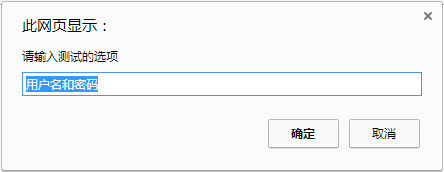 此网页显示：
请输入测试的选项
用户名和密码
确定
取消